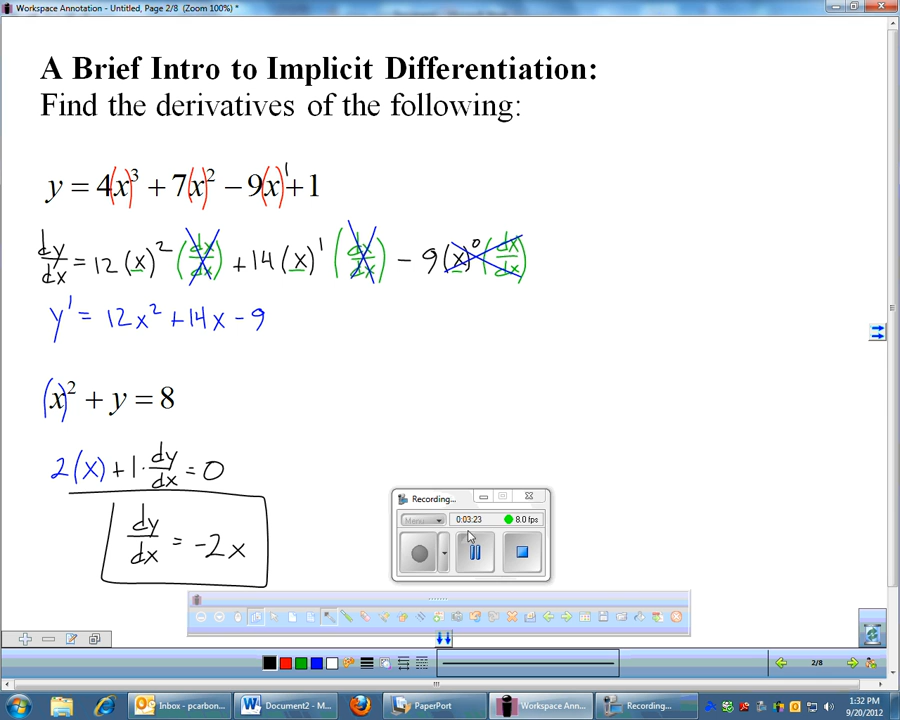 Workspace Annotation - Untitled, Page 2/8 (Zoom 100%) *
A Brief Intro to Implicit Differentiation:
Find the derivatives of the following:
y = 4(x)³ + 7(x)² − 9(x)¹ + 1
dy/dx = 12(x)²(dx/dx) + 14(x)¹(dx/dx) − 9(x)⁰(dx/dx)
y' = 12x² + 14x − 9
(x)² + y = 8
2(x) + 1·dy/dx = 0
dy/dx = −2x
Recording...
Menu
0:03:23
8.0 fps
2/8
Inbox - pcarbon...
Document2 - M...
PaperPort
Workspace Ann...
Recording...
1:32 PM
9/20/2012